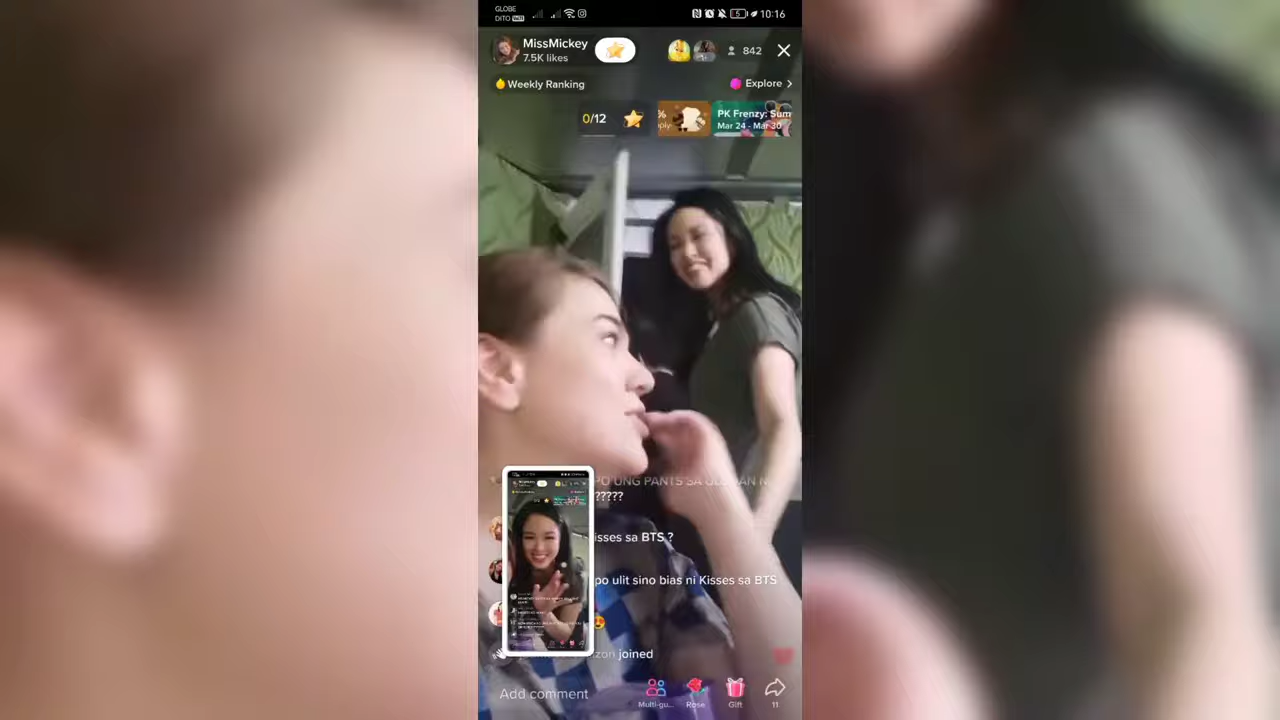 GLOBE
DITO
5
10:16
MissMickey
7.5K likes
842
Weekly Ranking
Explore
0/12
%
PK Frenzy: Sum
Mar 24 - Mar 30
PO UNG PANTS SA
?????
isses sa BTS ?
po ulit sino bias ni Kisses sa BTS
zon joined
Add comment
Multi-gu...
Rose
Gift
11